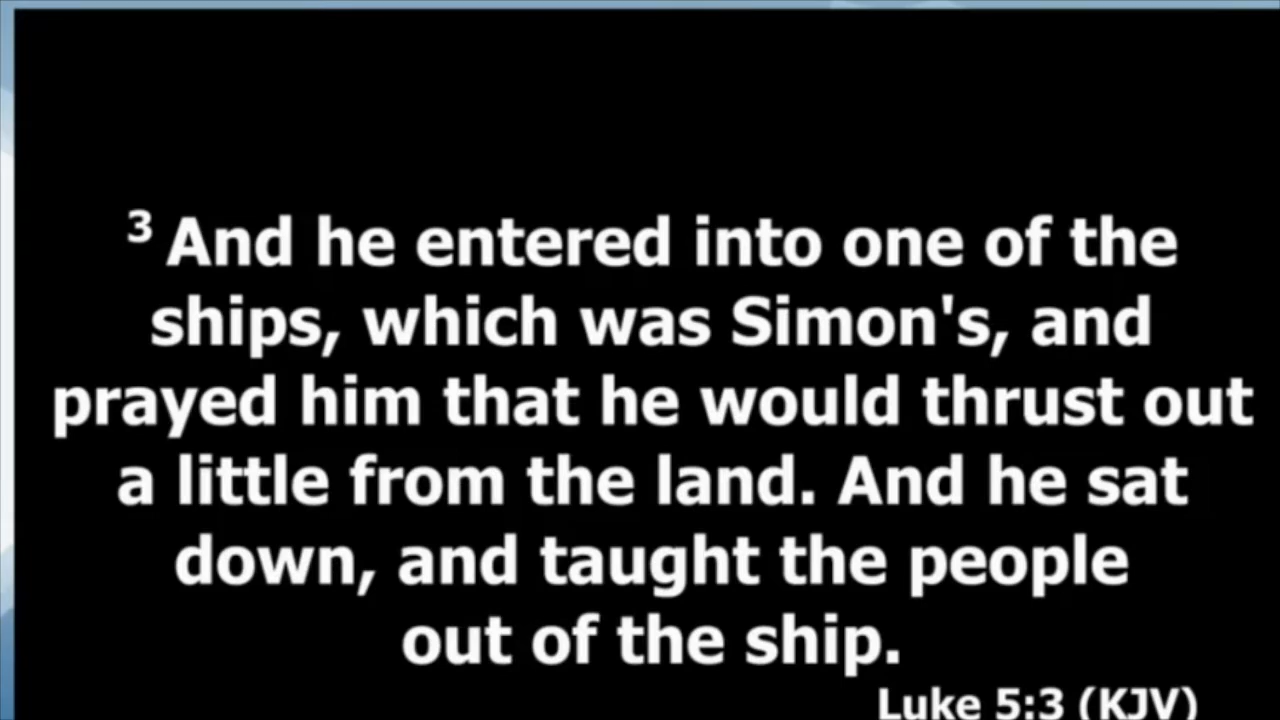 3 And he entered into one of the
ships, which was Simon's, and
prayed him that he would thrust out
a little from the land. And he sat
down, and taught the people
out of the ship.
Luke 5:3 (KJV)